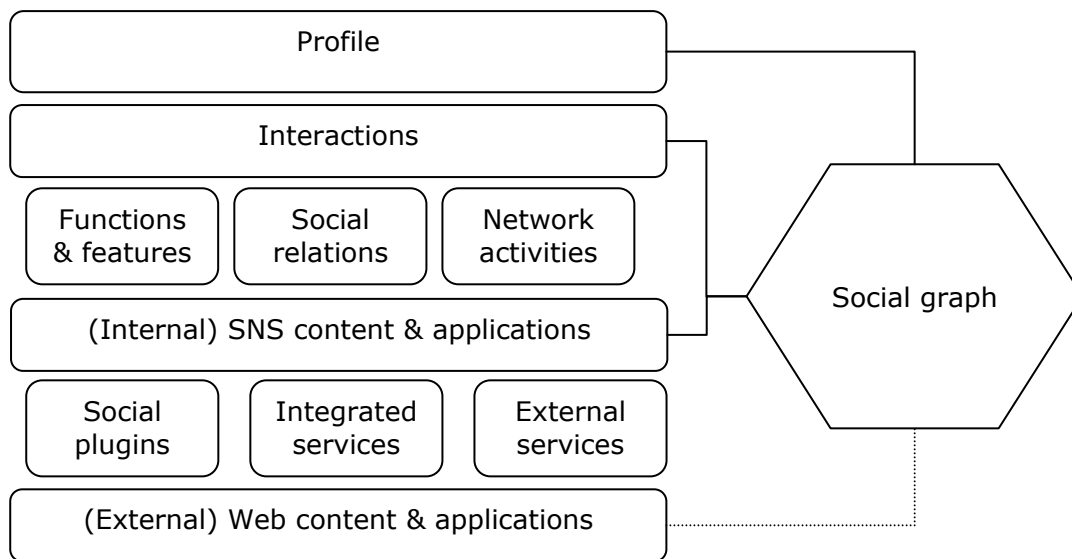 Profile
Interactions
Functions
& features
Social
relations
Network
activities
Social graph
(Internal) SNS content & applications
Social
plugins
Integrated
services
External
services
(External) Web content & applications